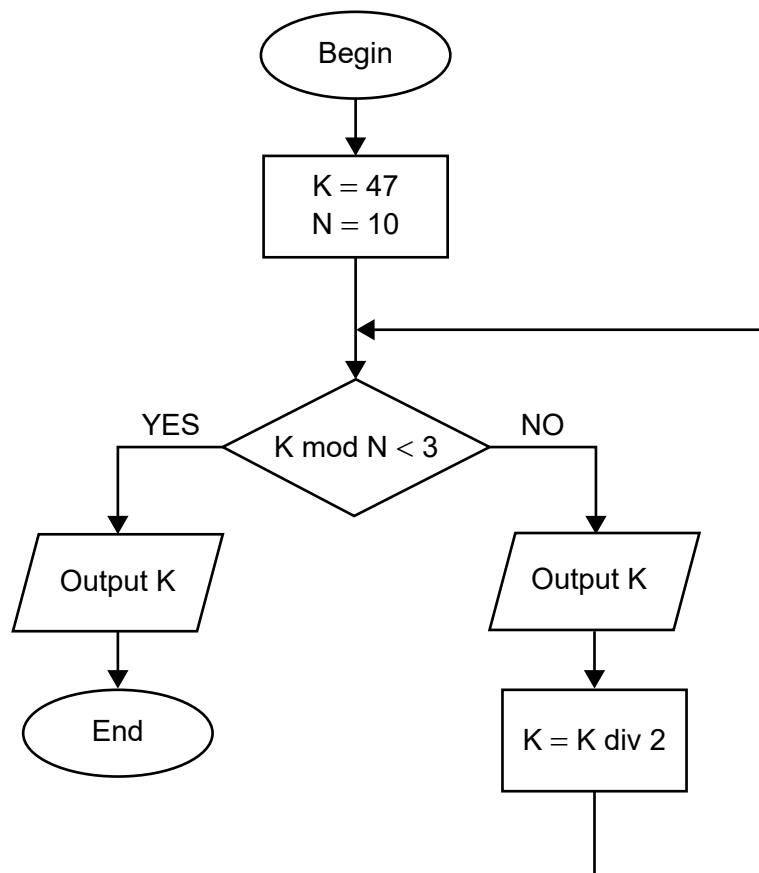 Begin
K = 47
N = 10
YES
K mod N < 3
NO
Output K
Output K
End
K = K div 2